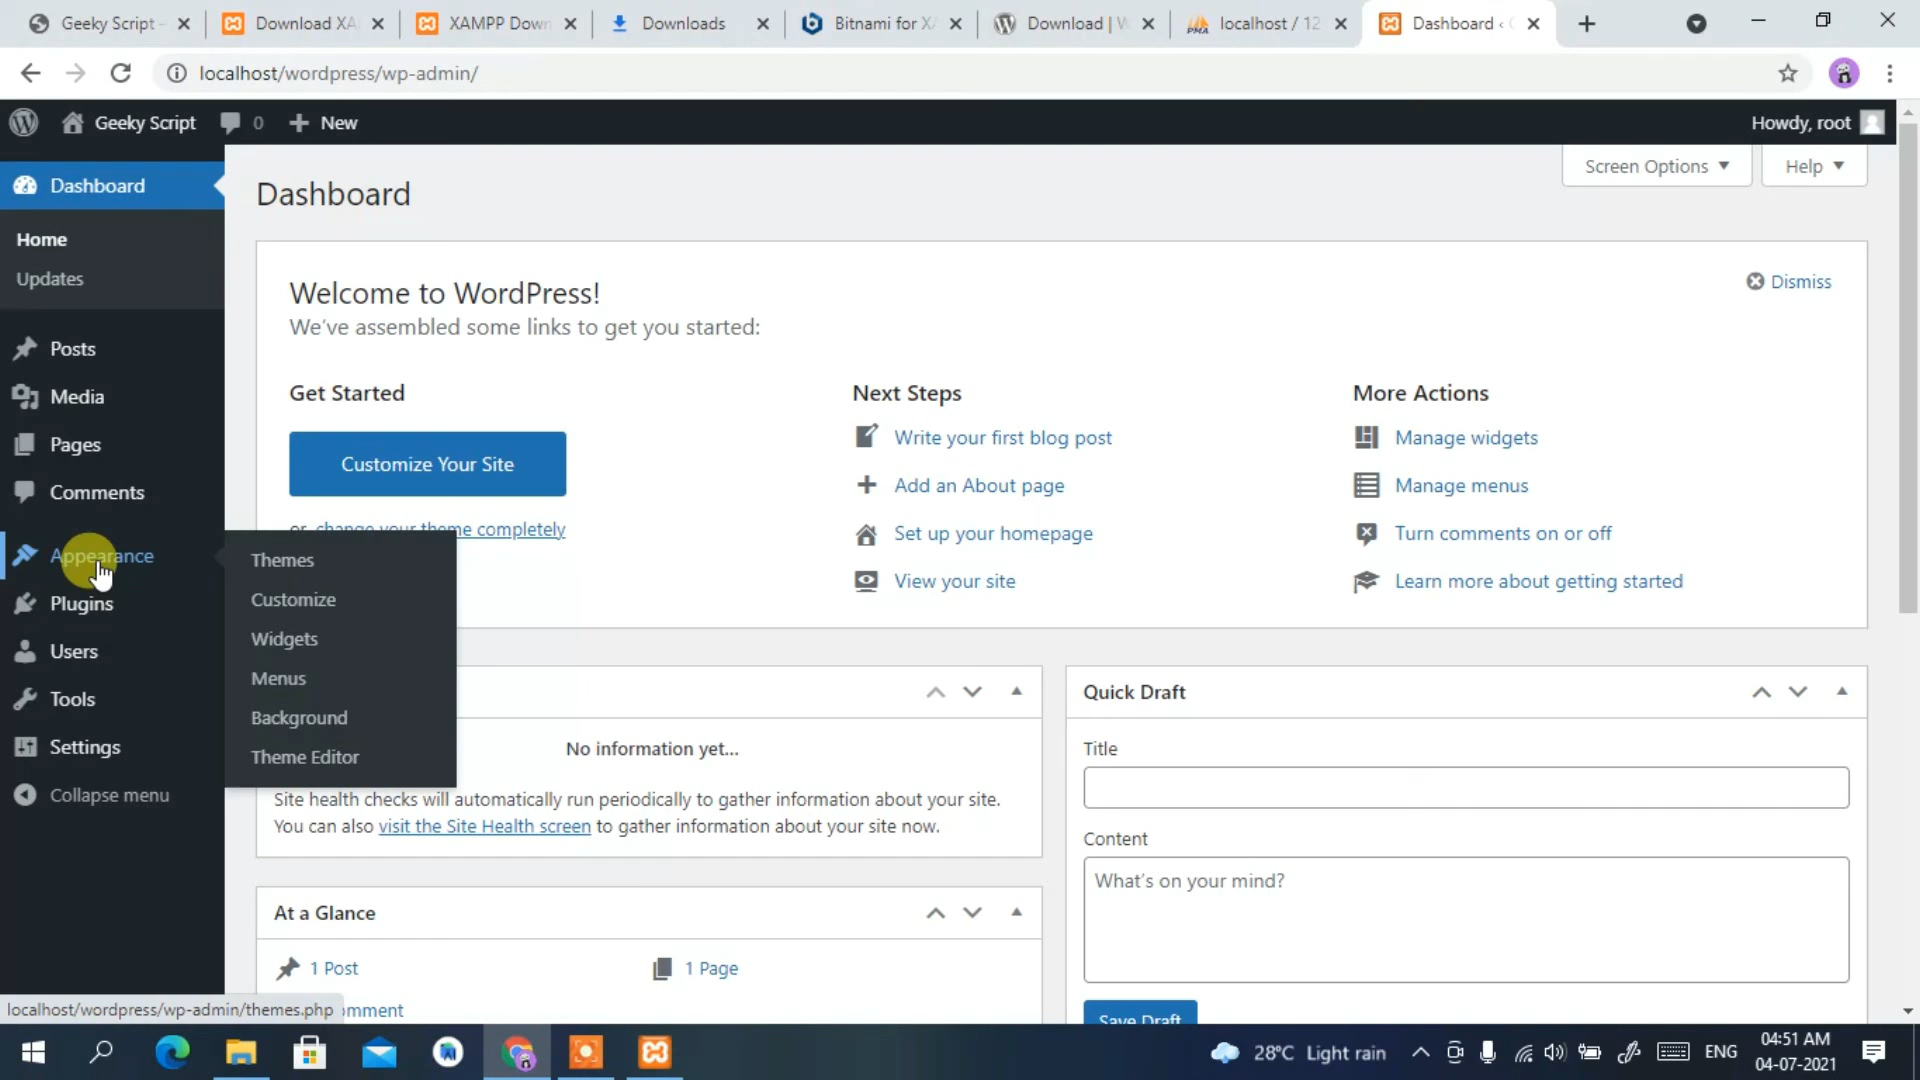 Geeky Script -
Download XA
XAMPP Down
Downloads
Bitnami for X
Download | W
PMA
localhost / 12
Dashboard ‹
localhost/wordpress/wp-admin/
Geeky Script
0
New
Howdy, root
Screen Options
Help
Dashboard
Home
Updates
Posts
Media
Pages
Comments
Appearance
Plugins
Users
Tools
Settings
Collapse menu
Themes
Customize
Widgets
Menus
Background
Theme Editor
Dashboard
Welcome to WordPress!
We've assembled some links to get you started:
Dismiss
Get Started
Customize Your Site
or change your theme completely
Next Steps
Write your first blog post
Add an About page
Set up your homepage
View your site
More Actions
Manage widgets
Manage menus
Turn comments on or off
Learn more about getting started
No information yet...
Site health checks will automatically run periodically to gather information about your site.
You can also visit the Site Health screen to gather information about your site now.
At a Glance
1 Post
1 Page
omment
Quick Draft
Title
Content
What's on your mind?
Save Draft
localhost/wordpress/wp-admin/themes.php
28°C Light rain
ENG
04:51 AM
04-07-2021